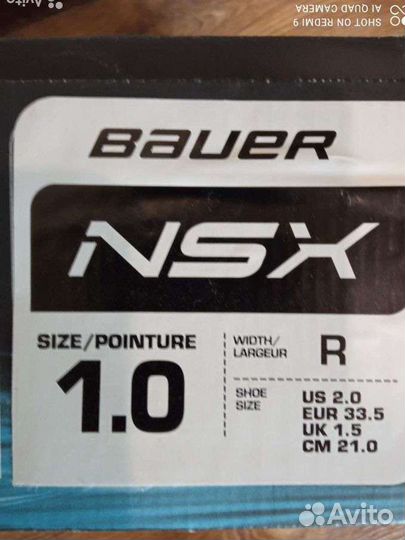 Avito
SHOT ON REDMI 9
AI QUAD CAMERA
BAUER
NSX
SIZE/POINTURE
1.0
WIDTH/
LARGEUR
R
SHOE
SIZE
US 2.0
EUR 33.5
UK 1.5
CM 21.0
Avito